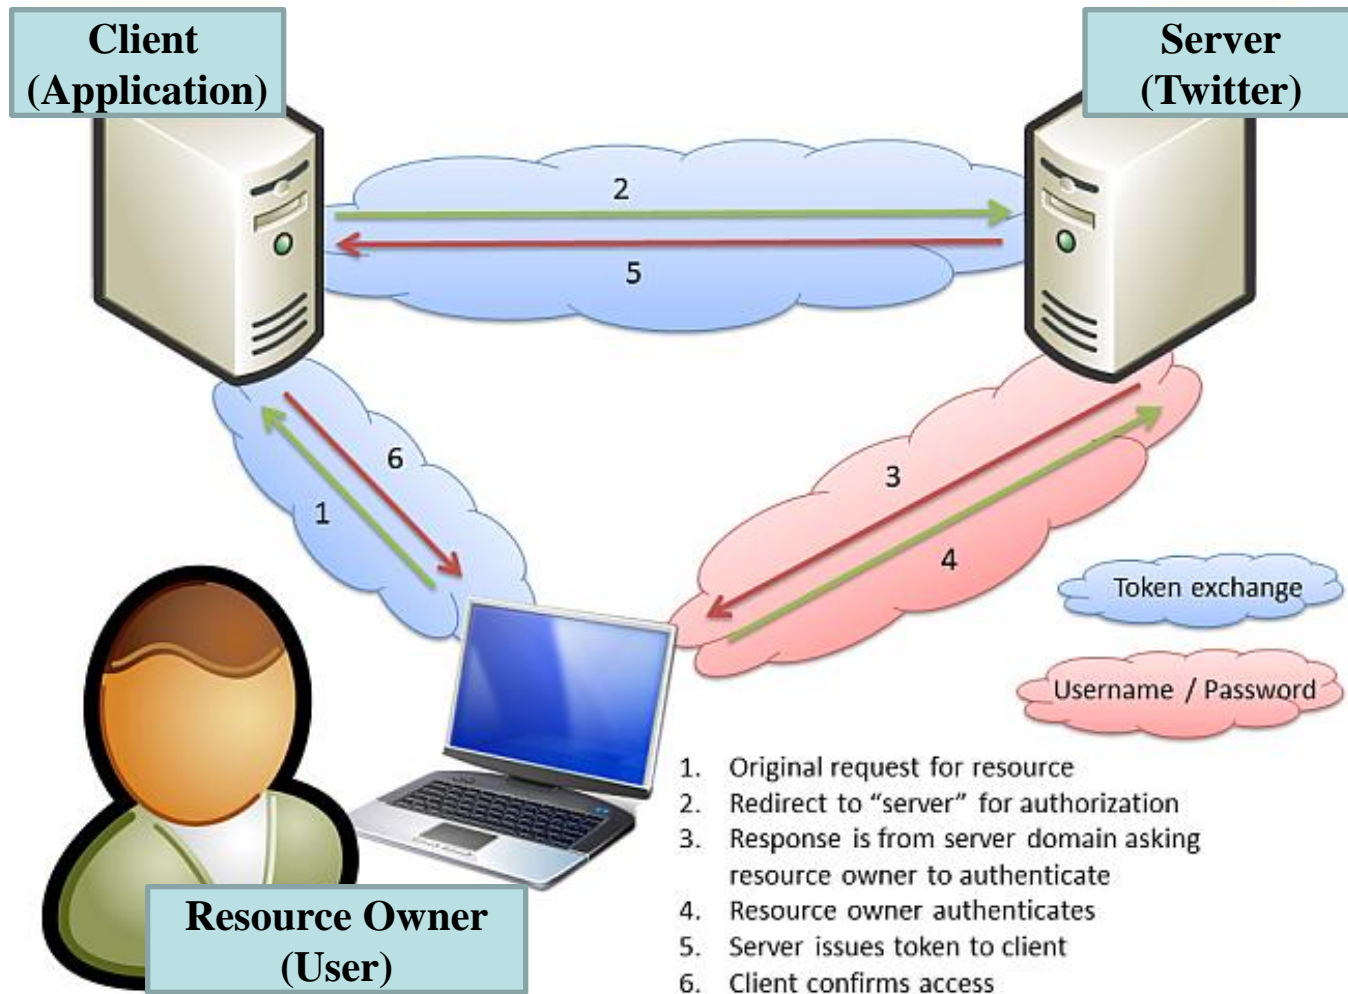 Client
(Application)
Server
(Twitter)
2
5
6
1
3
4
Token exchange
Username / Password
1. Original request for resource
2. Redirect to “server” for authorization
3. Response is from server domain asking
resource owner to authenticate
4. Resource owner authenticates
5. Server issues token to client
6. Client confirms access
Resource Owner
(User)